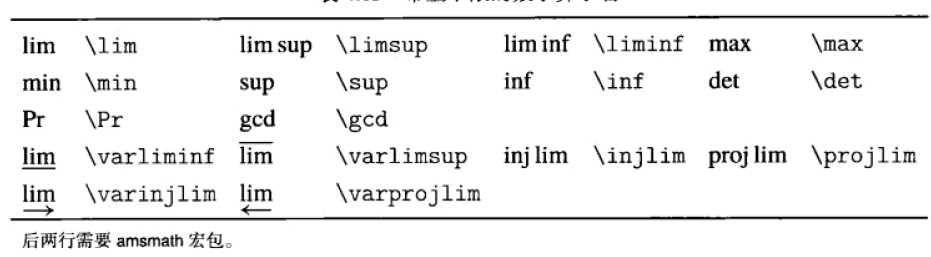 lim \lim lim sup \limsup lim inf \liminf max \max
min \min sup \sup inf \inf det \det
Pr \Pr gcd \gcd
lim \varliminf lim \varlimsup inj lim \injlim proj lim \projlim
lim \varinjlim lim \varprojlim
后两行需要 amsmath 宏包。